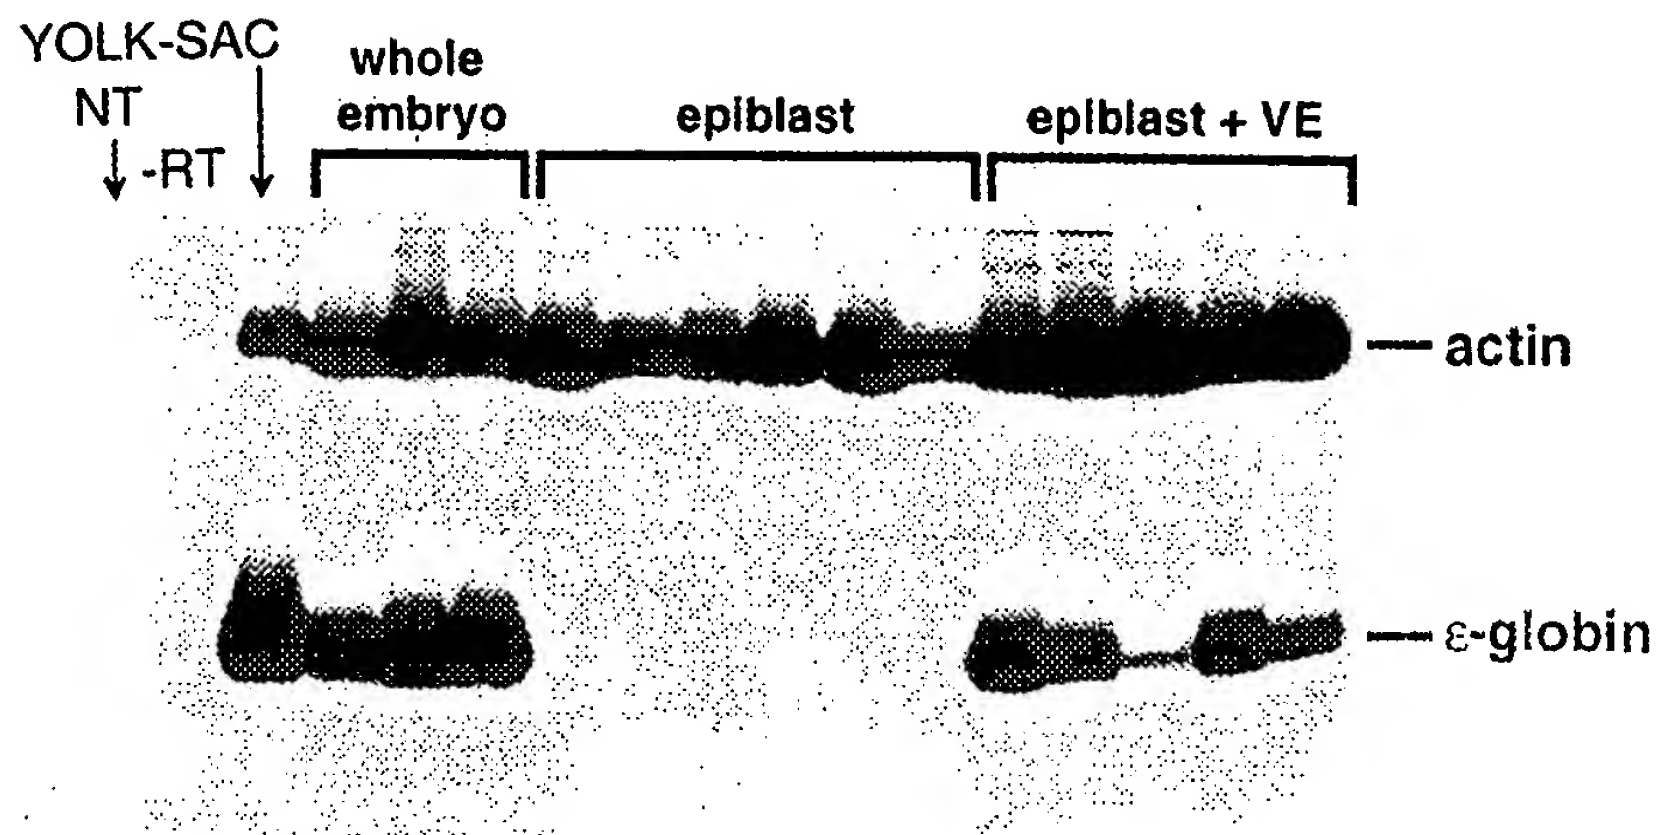 YOLK-SAC
NT
-RT
whole
embryo
epiblast
epiblast + VE
actin
ε-globin